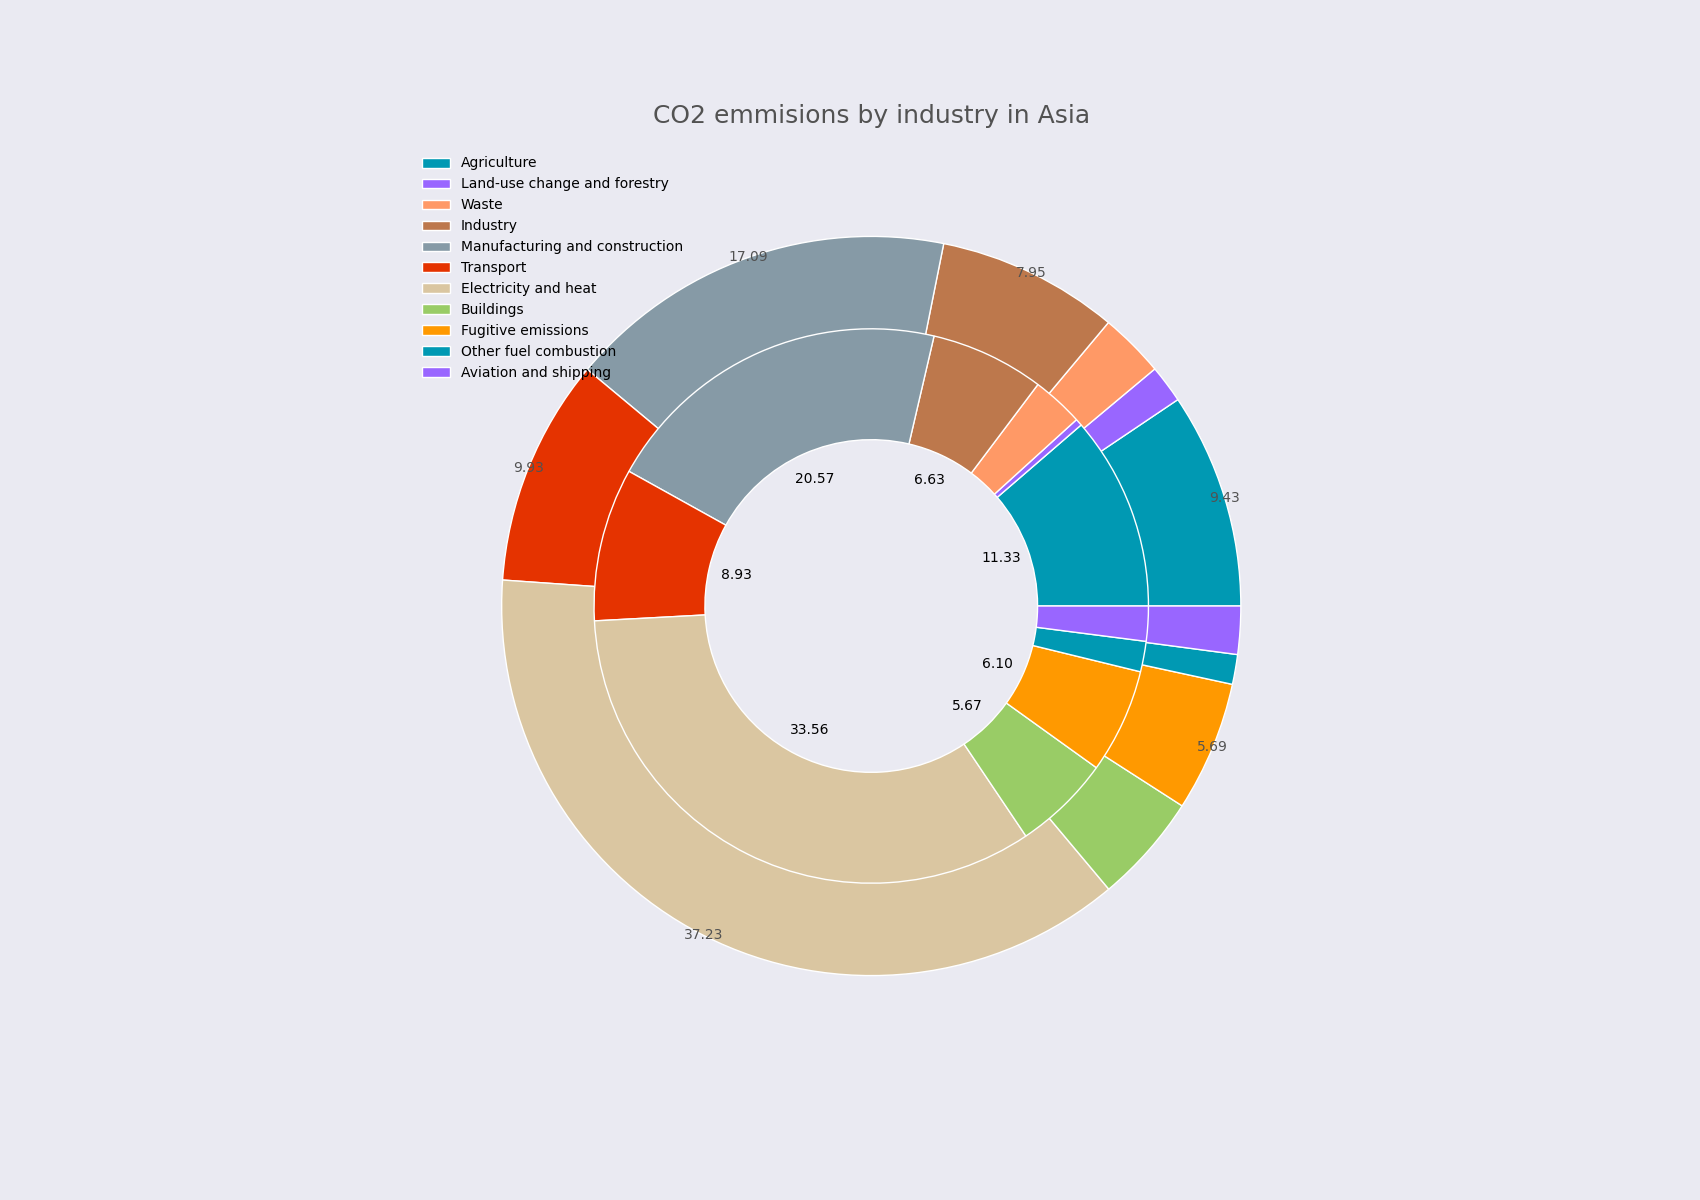 CO2 emmisions by industry in Asia
Agriculture
Land-use change and forestry
Waste
Industry
Manufacturing and construction
Transport
Electricity and heat
Buildings
Fugitive emissions
Other fuel combustion
Aviation and shipping
17.09
7.95
9.93
9.43
20.57
6.63
11.33
8.93
6.10
5.67
33.56
5.69
37.23